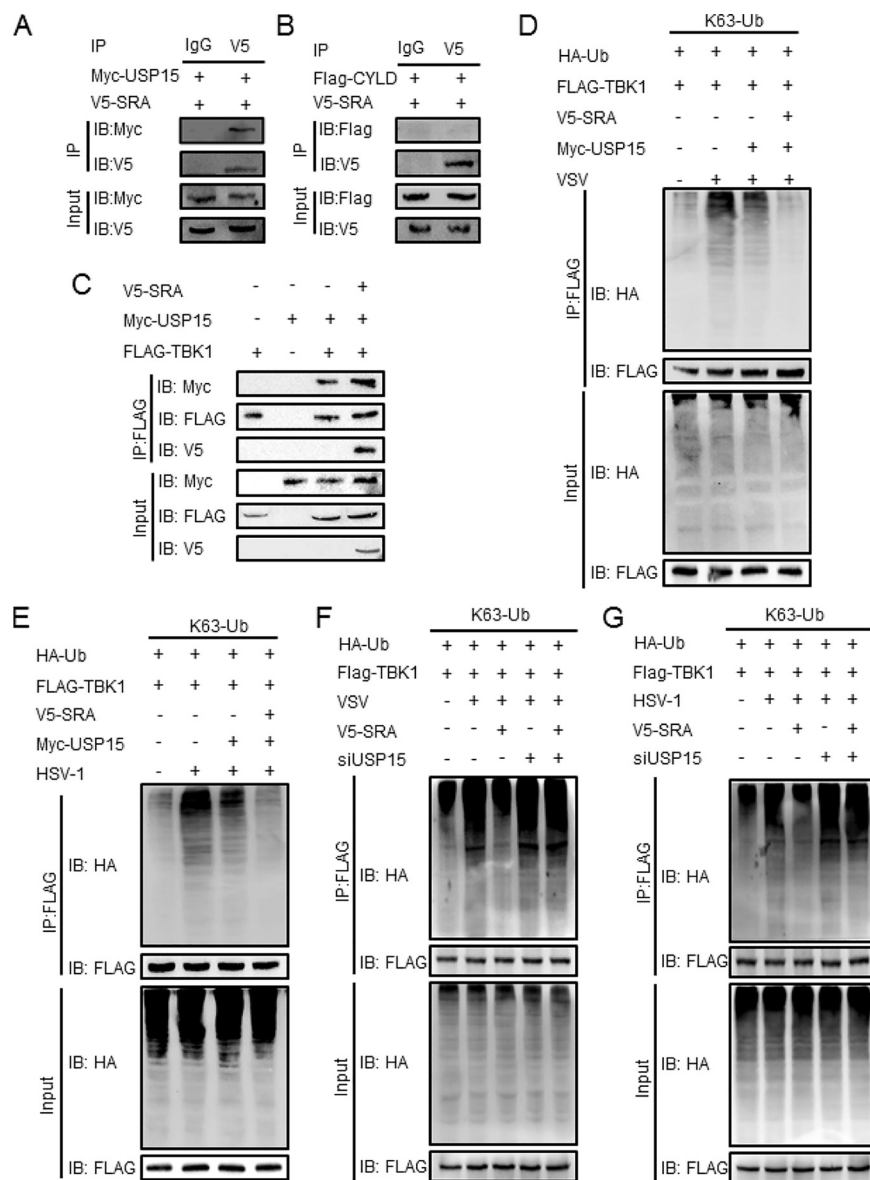 A
IP IgG V5
Myc-USP15 + +
V5-SRA + +
IP
IB:Myc
IB:V5
Input
IB:Myc
IB:V5
B
IP IgG V5
Flag-CYLD + +
V5-SRA + +
IP
IB:Flag
IB:V5
Input
IB:Flag
IB:V5
C
V5-SRA - - - +
Myc-USP15 - + + +
FLAG-TBK1 + - + +
IP:FLAG
IB: Myc
IB: FLAG
IB: V5
Input
IB: Myc
IB: FLAG
IB: V5
D
K63-Ub
HA-Ub + + + +
FLAG-TBK1 + + + +
V5-SRA - - - +
Myc-USP15 - - + +
VSV - + + +
IP:FLAG
IB: HA
IB: FLAG
Input
IB: HA
IB: FLAG
E
K63-Ub
HA-Ub + + + +
FLAG-TBK1 + + + +
V5-SRA - - - +
Myc-USP15 - - + +
HSV-1 - + + +
IP:FLAG
IB: HA
IB: FLAG
Input
IB: HA
IB: FLAG
F
K63-Ub
HA-Ub + + + + +
Flag-TBK1 + + + + +
VSV - + + + +
V5-SRA - - + - +
siUSP15 - - - + +
IP:FLAG
IB: HA
IB: FLAG
Input
IB: HA
IB: FLAG
G
K63-Ub
HA-Ub + + + + +
Flag-TBK1 + + + + +
HSV-1 - + + + +
V5-SRA - - + - +
siUSP15 - - - + +
IP:FLAG
IB: HA
IB: FLAG
Input
IB: HA
IB: FLAG